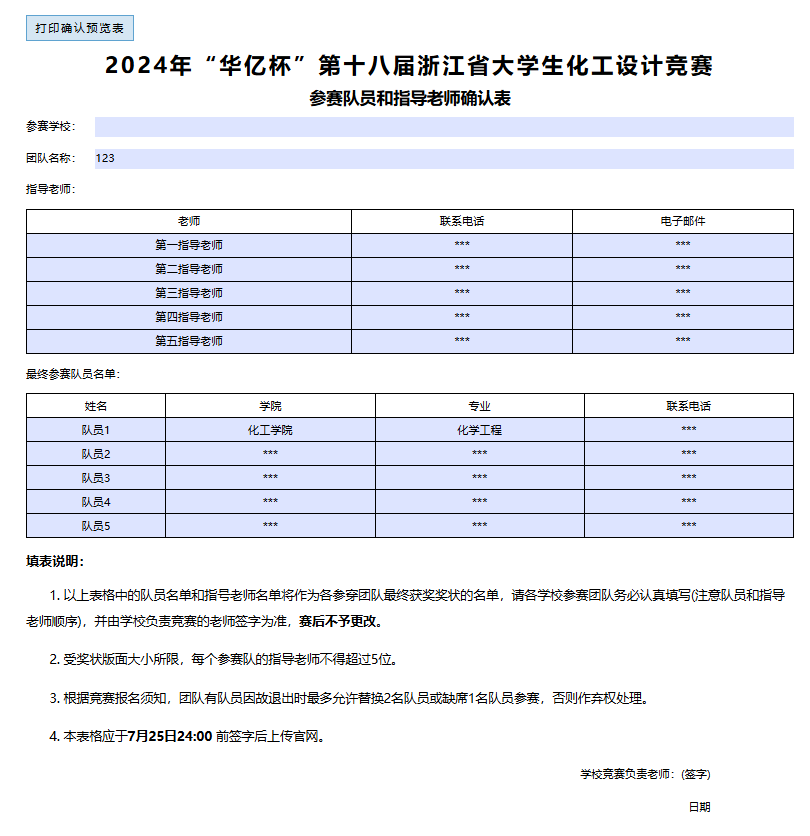 打印确认预览表
2024年“华亿杯”第十八届浙江省大学生化工设计竞赛
参赛队员和指导老师确认表
参赛学校：
团队名称： 123
指导老师：
老师 联系电话 电子邮件
第一指导老师 *** ***
第二指导老师 *** ***
第三指导老师 *** ***
第四指导老师 *** ***
第五指导老师 *** ***
最终参赛队员名单：
姓名 学院 专业 联系电话
队员1 化工学院 化学工程 ***
队员2 *** *** ***
队员3 *** *** ***
队员4 *** *** ***
队员5 *** *** ***
填表说明：
1. 以上表格中的队员名单和指号老师名单将作为各参穿团队最终获奖奖状的名单，请各学校参赛团队务必认真填写(注意队员和指导
老师顺序)，并由学校负责竞赛的老师签字为准，赛后不予更改。
2. 受奖状版面大小所限，每个参赛队的指导老师不得超过5位。
3. 根据竞赛报名须知，团队有队员因故退出时最多允许替换2名队员或缺席1名队员参赛，否则作弃权处理。
4. 本表格应于7月25日24:00 前签字后上传官网。
学校竞赛负责老师：(签字)
日期